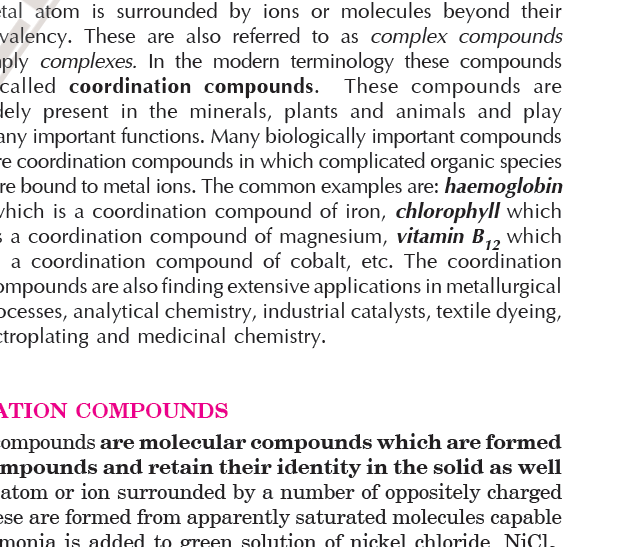 etal atom is surrounded by ions or molecules beyond their
valency. These are also referred to as complex compounds
ply complexes. In the modern terminology these compounds
called coordination compounds. These compounds are
dely present in the minerals, plants and animals and play
any important functions. Many biologically important compounds
re coordination compounds in which complicated organic species
re bound to metal ions. The common examples are: haemoglobin
which is a coordination compound of iron, chlorophyll which
s a coordination compound of magnesium, vitamin B12 which
a coordination compound of cobalt, etc. The coordination
ompounds are also finding extensive applications in metallurgical
ocesses, analytical chemistry, industrial catalysts, textile dyeing,
ctroplating and medicinal chemistry.
ATION COMPOUNDS
compounds are molecular compounds which are formed
mpounds and retain their identity in the solid as well
atom or ion surrounded by a number of oppositely charged
ese are formed from apparently saturated molecules capable
monia is added to green solution of nickel chloride, NiCl2,